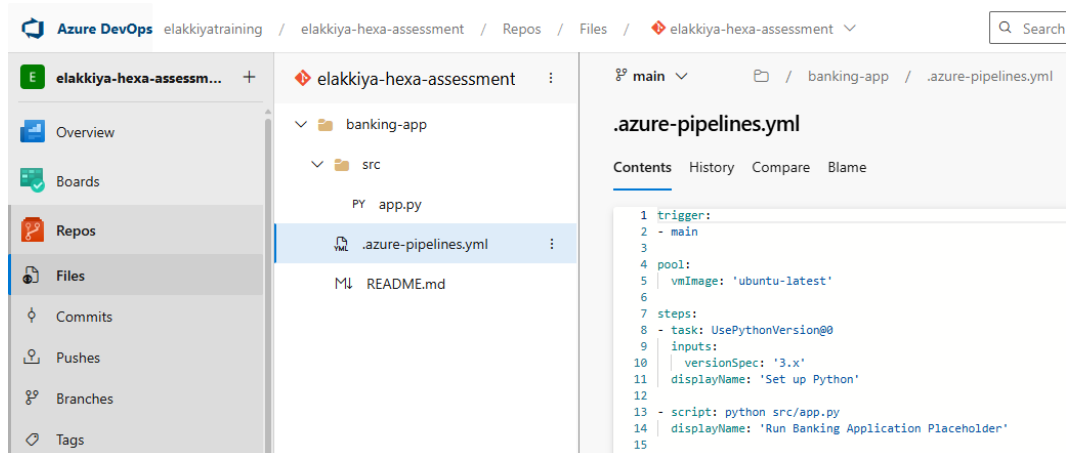 Azure DevOps elakkiyatraining / elakkiya-hexa-assessment / Repos / Files / elakkiya-hexa-assessment
Search
E elakkiya-hexa-assessm... +
Overview
Boards
Repos
Files
Commits
Pushes
Branches
Tags
elakkiya-hexa-assessment
banking-app
src
PY app.py
YML .azure-pipelines.yml
M↓ README.md
main / banking-app / .azure-pipelines.yml
.azure-pipelines.yml
Contents History Compare Blame
1 trigger:
2 - main
3
4 pool:
5 vmImage: 'ubuntu-latest'
6
7 steps:
8 - task: UsePythonVersion@0
9 inputs:
10 versionSpec: '3.x'
11 displayName: 'Set up Python'
12
13 - script: python src/app.py
14 displayName: 'Run Banking Application Placeholder'
15